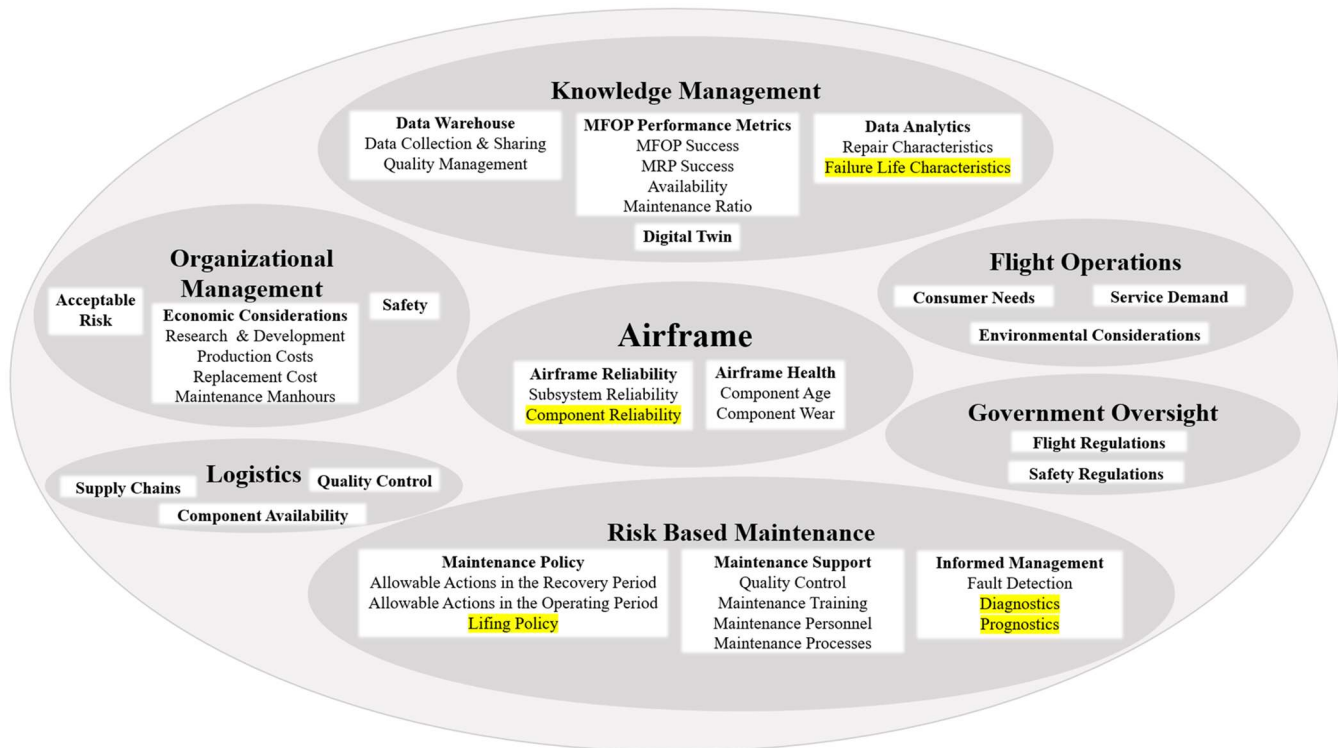 Knowledge Management
Data Warehouse
Data Collection & Sharing
Quality Management
MFOP Performance Metrics
MFOP Success
MRP Success
Availability
Maintenance Ratio
Data Analytics
Repair Characteristics
Failure Life Characteristics
Digital Twin
Organizational
Management
Acceptable
Risk
Economic Considerations
Research & Development
Production Costs
Replacement Cost
Maintenance Manhours
Safety
Airframe
Airframe Reliability
Subsystem Reliability
Component Reliability
Airframe Health
Component Age
Component Wear
Flight Operations
Consumer Needs
Service Demand
Environmental Considerations
Government Oversight
Flight Regulations
Safety Regulations
Logistics
Supply Chains
Quality Control
Component Availability
Risk Based Maintenance
Maintenance Policy
Allowable Actions in the Recovery Period
Allowable Actions in the Operating Period
Lifing Policy
Maintenance Support
Quality Control
Maintenance Training
Maintenance Personnel
Maintenance Processes
Informed Management
Fault Detection
Diagnostics
Prognostics